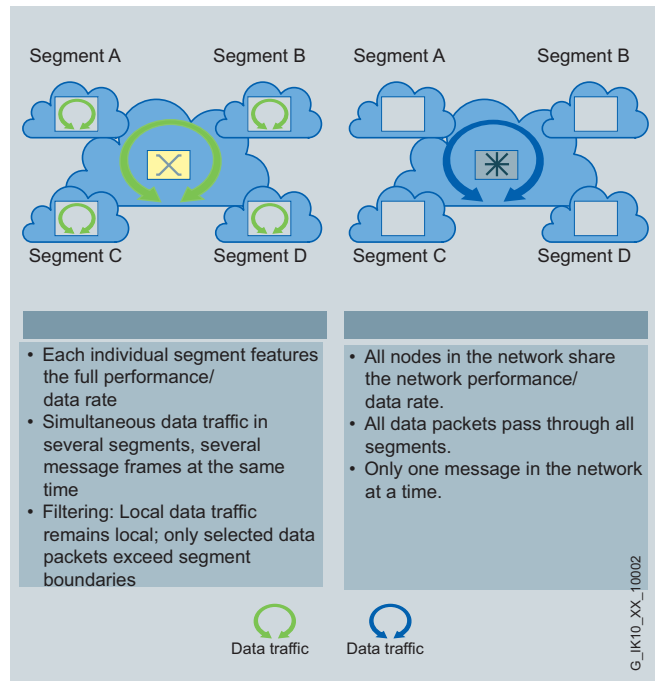 Segment A
Segment B
Segment C
Segment D
Segment A
Segment B
Segment C
Segment D
• Each individual segment features
the full performance/
data rate
• Simultaneous data traffic in
several segments, several
message frames at the same
time
• Filtering: Local data traffic
remains local; only selected data
packets exceed segment
boundaries
• All nodes in the network share
the network performance/
data rate.
• All data packets pass through all
segments.
• Only one message in the network
at a time.
Data traffic
Data traffic
G_IK10_XX_10002